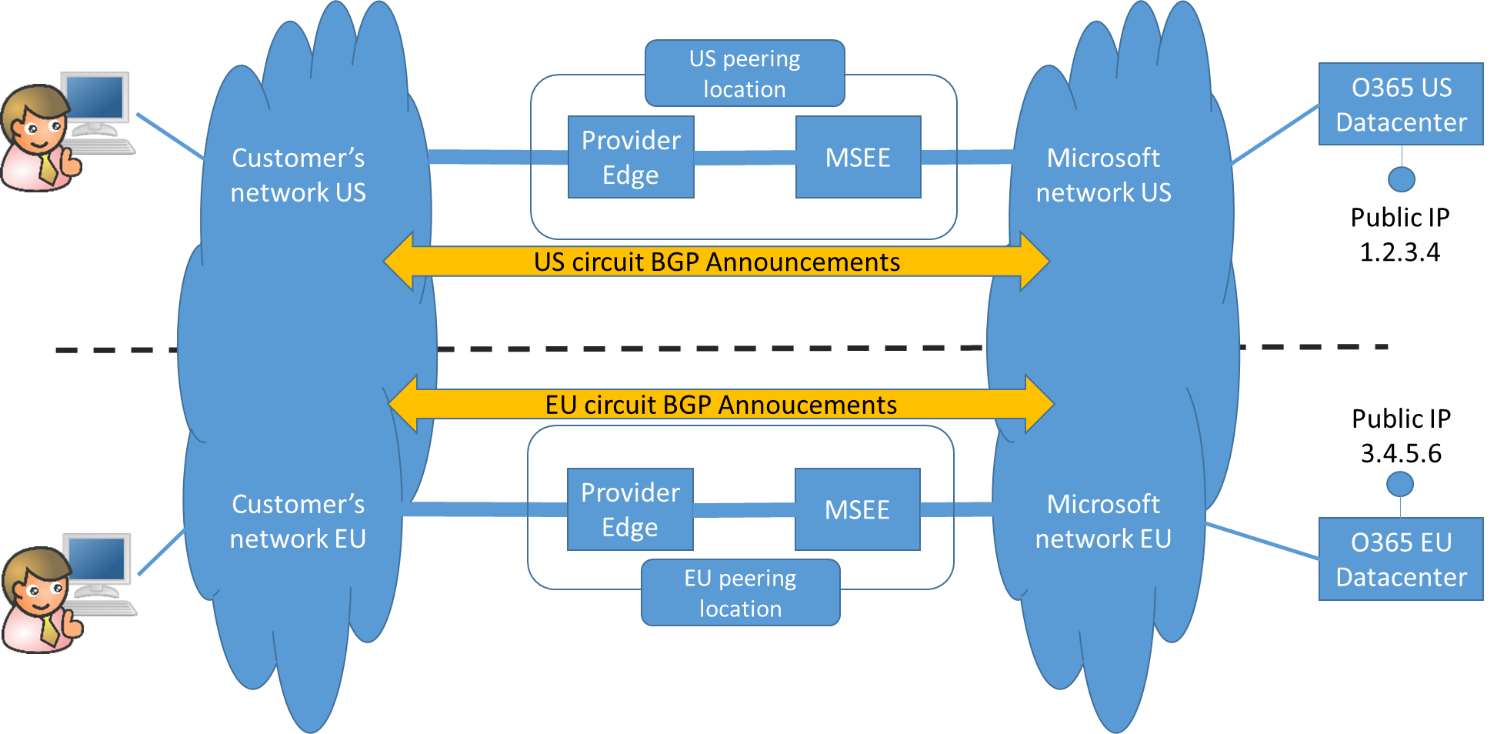 US peering
location
Customer's
network US
Provider
Edge
MSEE
Microsoft
network US
O365 US
Datacenter
Public IP
1.2.3.4
US circuit BGP Announcements
EU circuit BGP Annoucements
Public IP
3.4.5.6
Customer's
network EU
Provider
Edge
MSEE
Microsoft
network EU
O365 EU
Datacenter
EU peering
location